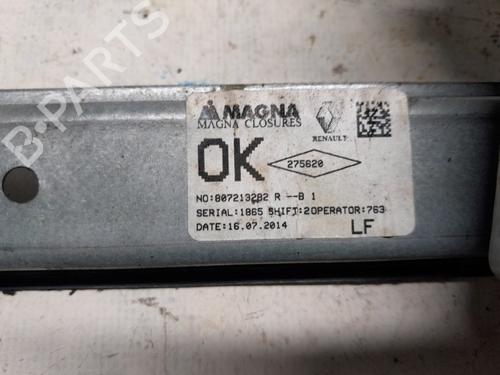 MAGNA
MAGNA CLOSURES
RENAULT
OK
275620
NO:807213282 R --B 1
SERIAL:1865 SHIFT:2OPERATOR:763
DATE:16.07.2014
LF
B-PARTS